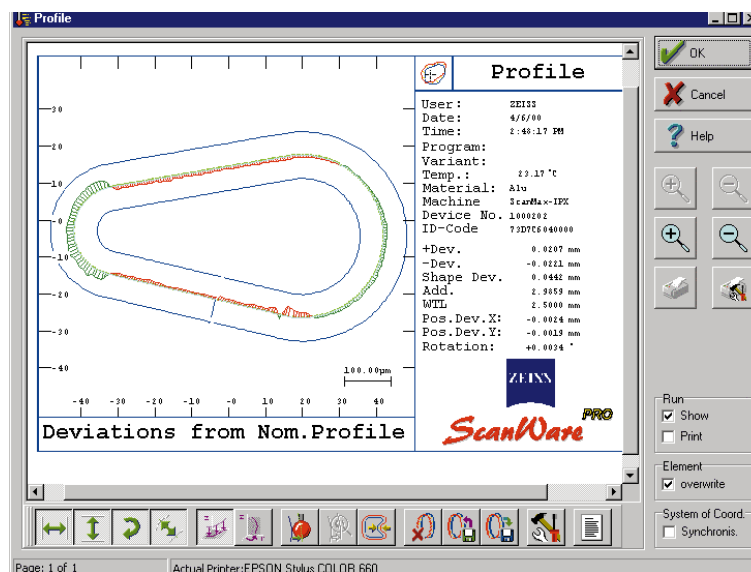 Profile
30
20
10
-0
-10
-20
-30
-40
-40 -30 -20 -10 -0 10 20 30 40
100.00µm
Deviations from Nom.Profile
Profile
User: ZEISS
Date: 4/6/00
Time: 2:48:17 PM
Program:
Variant:
Temp.: 23.17 °C
Material: Alu
Machine ScanMax-IPX
Device No. 1000202
ID-Code 73D7C6040000
+Dev. 0.0207 mm
-Dev. -0.0221 mm
Shape Dev. 0.0442 mm
Add. 2.9859 mm
WTL 2.5000 mm
Pos.Dev.X: -0.0024 mm
Pos.Dev.Y: -0.0019 mm
Rotation: +0.0034 °
ZEISS
ScanWare PRO
OK
Cancel
Help
Run
Show
Print
Element
overwrite
System of Coord.
Synchronis.
Page: 1 of 1
Actual Printer:EPSON Stylus COLOR 660